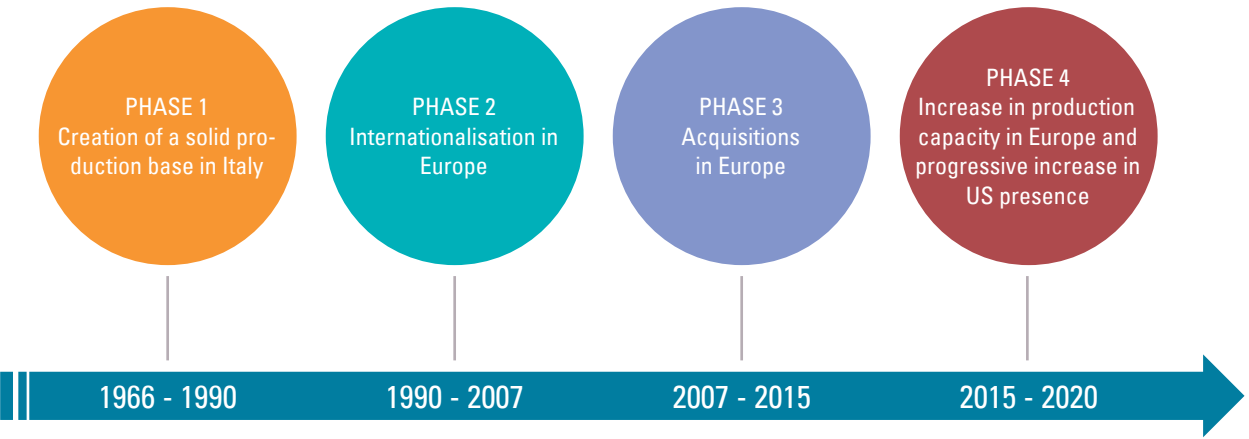 PHASE 1
Creation of a solid pro-
duction base in Italy
PHASE 2
Internationalisation in
Europe
PHASE 3
Acquisitions
in Europe
PHASE 4
Increase in production
capacity in Europe and
progressive increase in
US presence
1966 - 1990
1990 - 2007
2007 - 2015
2015 - 2020